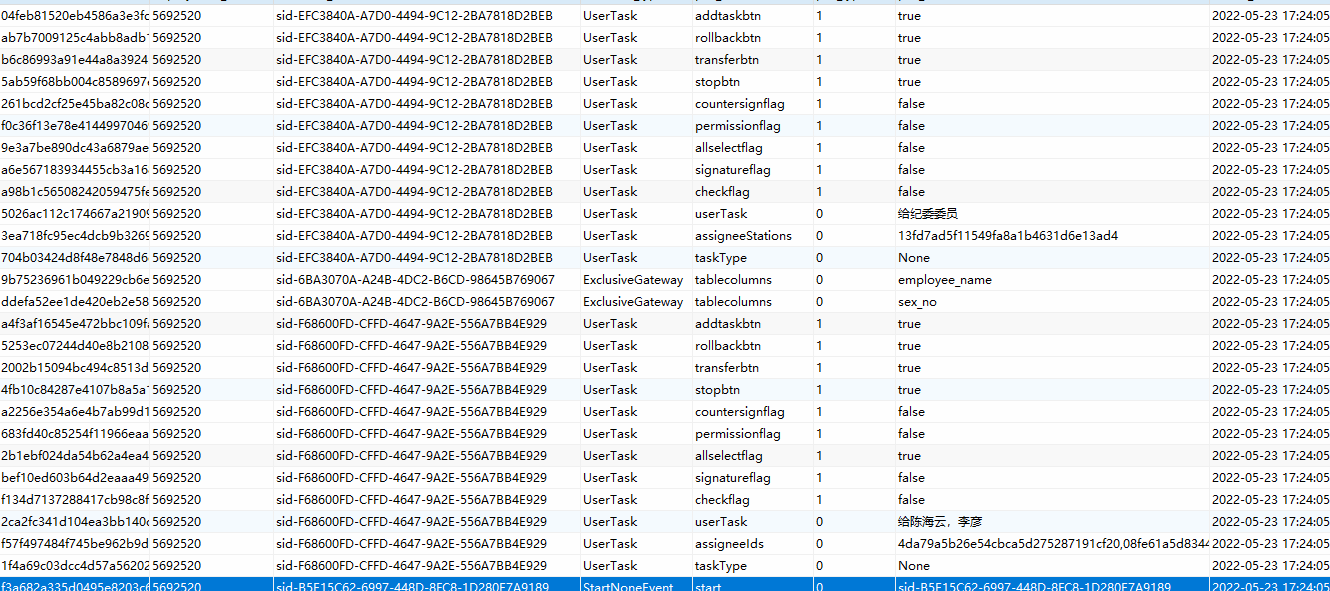 04feb81520eb4586a3e3fc 5692520 sid-EFC3840A-A7D0-4494-9C12-2BA7818D2BEB UserTask addtaskbtn 1 true 2022-05-23 17:24:05
ab7b7009125c4abb8adb 5692520 sid-EFC3840A-A7D0-4494-9C12-2BA7818D2BEB UserTask rollbackbtn 1 true 2022-05-23 17:24:05
b6c86993a91e44a8a3924 5692520 sid-EFC3840A-A7D0-4494-9C12-2BA7818D2BEB UserTask transferbtn 1 true 2022-05-23 17:24:05
5ab59f68bb004c8589697 5692520 sid-EFC3840A-A7D0-4494-9C12-2BA7818D2BEB UserTask stopbtn 1 true 2022-05-23 17:24:05
261bcd2cf25e45ba82c08 5692520 sid-EFC3840A-A7D0-4494-9C12-2BA7818D2BEB UserTask countersignflag 1 false 2022-05-23 17:24:05
f0c36f13e78e4144997046 5692520 sid-EFC3840A-A7D0-4494-9C12-2BA7818D2BEB UserTask permissionflag 1 false 2022-05-23 17:24:05
9e3a7be890dc43a6879ae 5692520 sid-EFC3840A-A7D0-4494-9C12-2BA7818D2BEB UserTask allselectflag 1 false 2022-05-23 17:24:05
a6e567183934455cb3a16 5692520 sid-EFC3840A-A7D0-4494-9C12-2BA7818D2BEB UserTask signatureflag 1 false 2022-05-23 17:24:05
a98b1c56508242059475fe 5692520 sid-EFC3840A-A7D0-4494-9C12-2BA7818D2BEB UserTask checkflag 1 false 2022-05-23 17:24:05
5026ac112c174667a2190 5692520 sid-EFC3840A-A7D0-4494-9C12-2BA7818D2BEB UserTask userTask 0 给纪委委员 2022-05-23 17:24:05
3ea718fc95ec4dcb9b3269 5692520 sid-EFC3840A-A7D0-4494-9C12-2BA7818D2BEB UserTask assigneeStations 0 13fd7ad5f11549fa8a1b4631d6e13ad4 2022-05-23 17:24:05
704b03424d8f48e7848d6 5692520 sid-EFC3840A-A7D0-4494-9C12-2BA7818D2BEB UserTask taskType 0 None 2022-05-23 17:24:05
9b75236961b049229cb6e 5692520 sid-6BA3070A-A24B-4DC2-B6CD-98645B769067 ExclusiveGateway tablecolumns 0 employee_name 2022-05-23 17:24:05
ddefa52ee1de420eb2e58 5692520 sid-6BA3070A-A24B-4DC2-B6CD-98645B769067 ExclusiveGateway tablecolumns 0 sex_no 2022-05-23 17:24:05
a4f3af16545e472bbc109f 5692520 sid-F68600FD-CFFD-4647-9A2E-556A7BB4E929 UserTask addtaskbtn 1 true 2022-05-23 17:24:05
5253ec07244d40e8b2108 5692520 sid-F68600FD-CFFD-4647-9A2E-556A7BB4E929 UserTask rollbackbtn 1 true 2022-05-23 17:24:05
2002b15094bc494c8513d 5692520 sid-F68600FD-CFFD-4647-9A2E-556A7BB4E929 UserTask transferbtn 1 true 2022-05-23 17:24:05
4fb10c84287e4107b8a5a 5692520 sid-F68600FD-CFFD-4647-9A2E-556A7BB4E929 UserTask stopbtn 1 true 2022-05-23 17:24:05
a2256e354a6e4b7ab99d1 5692520 sid-F68600FD-CFFD-4647-9A2E-556A7BB4E929 UserTask countersignflag 1 false 2022-05-23 17:24:05
683fd40c85254f11966eaa 5692520 sid-F68600FD-CFFD-4647-9A2E-556A7BB4E929 UserTask permissionflag 1 false 2022-05-23 17:24:05
2b1ebf024da54b62a4ea4 5692520 sid-F68600FD-CFFD-4647-9A2E-556A7BB4E929 UserTask allselectflag 1 true 2022-05-23 17:24:05
bef10ed603b64d2eaaa49 5692520 sid-F68600FD-CFFD-4647-9A2E-556A7BB4E929 UserTask signatureflag 1 false 2022-05-23 17:24:05
f134d7137288417cb98c8f 5692520 sid-F68600FD-CFFD-4647-9A2E-556A7BB4E929 UserTask checkflag 1 false 2022-05-23 17:24:05
2ca2fc341d104ea3bb140 5692520 sid-F68600FD-CFFD-4647-9A2E-556A7BB4E929 UserTask userTask 0 给陈海云，李彦 2022-05-23 17:24:05
f57f497484f745be962b9d 5692520 sid-F68600FD-CFFD-4647-9A2E-556A7BB4E929 UserTask assigneeIds 0 4da79a5b26e54cbca5d275287191cf20,08fe61a5d8344 2022-05-23 17:24:05
1f4a69c03dcc4d57a56202 5692520 sid-F68600FD-CFFD-4647-9A2E-556A7BB4E929 UserTask taskType 0 None 2022-05-23 17:24:05
f3a682a335d0495e8203c6 5692520 sid-B5F15C62-6997-448D-8FC8-1D280F7A9189 StartNoneEvent start 0 sid-B5F15C62-6997-448D-8FC8-1D280F7A9189 2022-05-23 17:24:05